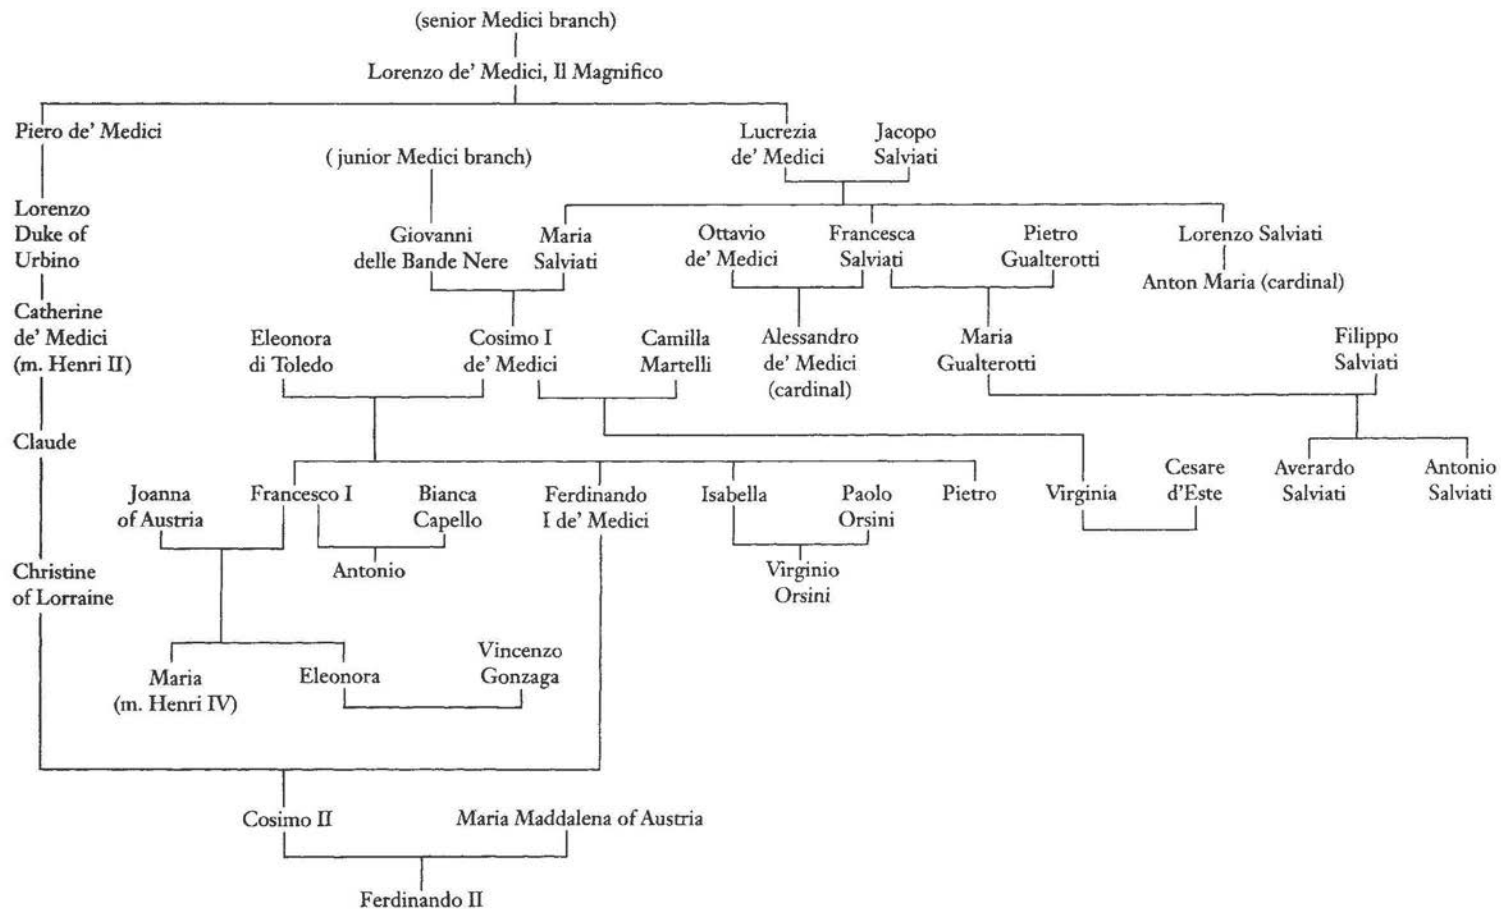 (senior Medici branch)
Lorenzo de' Medici, Il Magnifico
Piero de' Medici
Lucrezia
de' Medici
Jacopo
Salviati
( junior Medici branch)
Lorenzo
Duke of
Urbino
Giovanni
delle Bande Nere
Maria
Salviati
Ottavio
de' Medici
Francesca
Salviati
Pietro
Gualterotti
Lorenzo Salviati
Anton Maria (cardinal)
Catherine
de' Medici
(m. Henri II)
Eleonora
di Toledo
Cosimo I
de' Medici
Camilla
Martelli
Alessandro
de' Medici
(cardinal)
Maria
Gualterotti
Filippo
Salviati
Claude
Joanna
of Austria
Francesco I
Bianca
Capello
Ferdinando
I de' Medici
Isabella
Paolo
Orsini
Pietro
Virginia
Cesare
d'Este
Averardo
Salviati
Antonio
Salviati
Christine
of Lorraine
Antonio
Virginio
Orsini
Maria
(m. Henri IV)
Eleonora
Vincenzo
Gonzaga
Cosimo II
Maria Maddalena of Austria
Ferdinando II